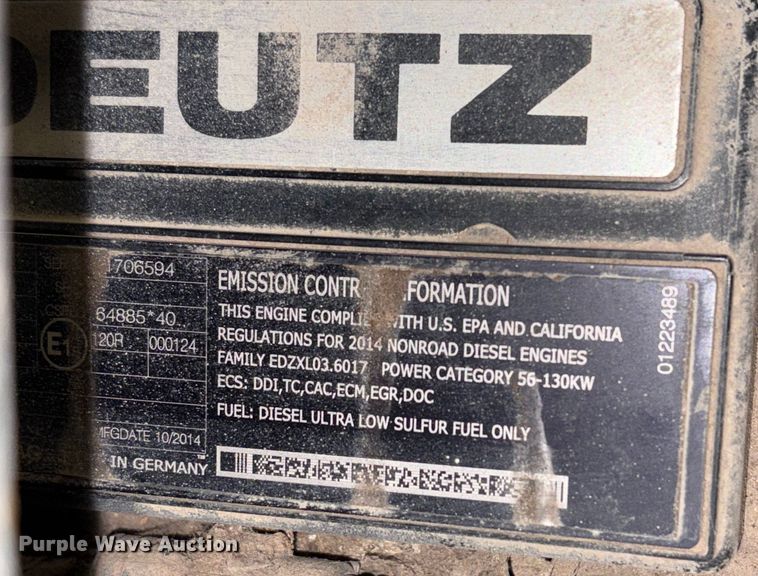 DEUTZ
1706594
64885*40
E1
120R 000124
MFGDATE 10/2014
IN GERMANY
EMISSION CONTR FORMATION
THIS ENGINE COMPLI WITH U.S. EPA AND CALIFORNIA
REGULATIONS FOR 2014 NONROAD DIESEL ENGINES
FAMILY EDZXL03.6017 POWER CATEGORY 56-130KW
ECS: DDI,TC,CAC,ECM,EGR,DOC
FUEL: DIESEL ULTRA LOW SULFUR FUEL ONLY
01223489
Purple Wave Auction